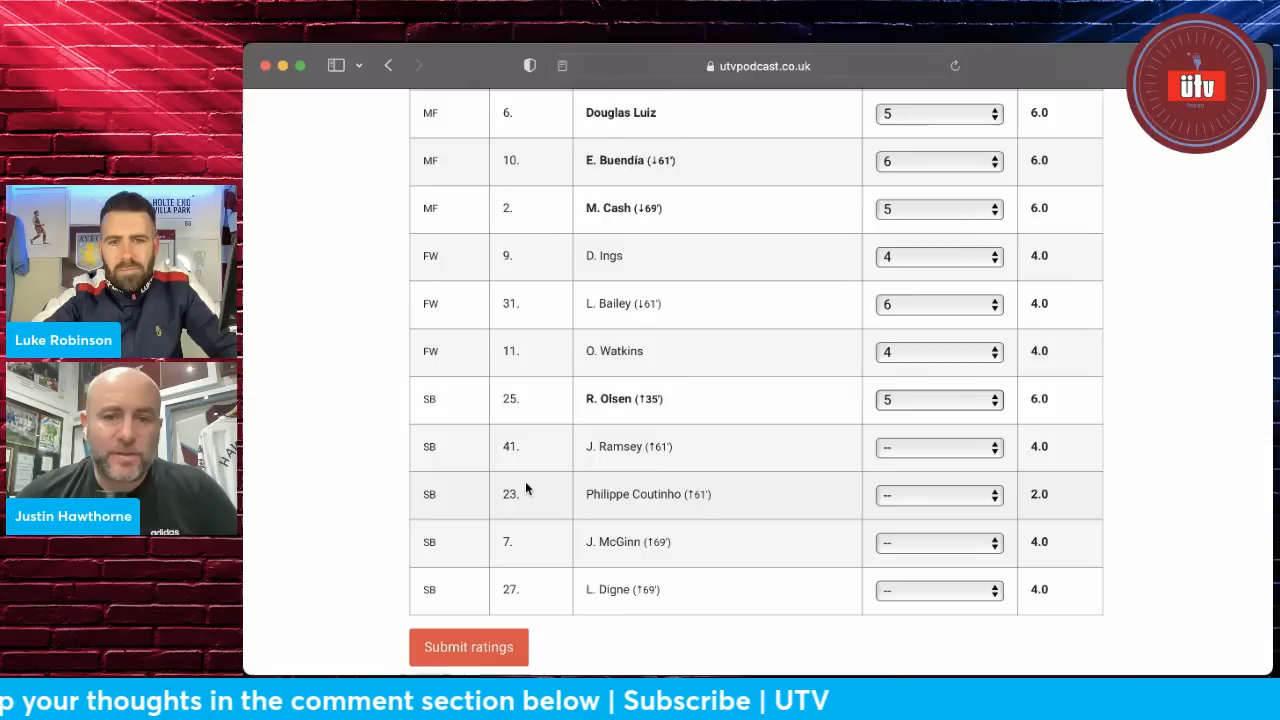 utvpodcast.co.uk
ütv
MF 6. Douglas Luiz 5 6.0
MF 10. E. Buendía (↓61') 6 6.0
MF 2. M. Cash (↓69') 5 6.0
FW 9. D. Ings 4 4.0
FW 31. L. Bailey (↓61') 6 4.0
FW 11. O. Watkins 4 4.0
SB 25. R. Olsen (↑35') 5 6.0
SB 41. J. Ramsey (↑61') -- 4.0
SB 23. Philippe Coutinho (↑61') -- 2.0
SB 7. J. McGinn (↑69') -- 4.0
SB 27. L. Digne (↑69') -- 4.0
Submit ratings
HOLTE END
VILLA PARK
Luke Robinson
Justin Hawthorne
adidas
p your thoughts in the comment section below | Subscribe | UTV